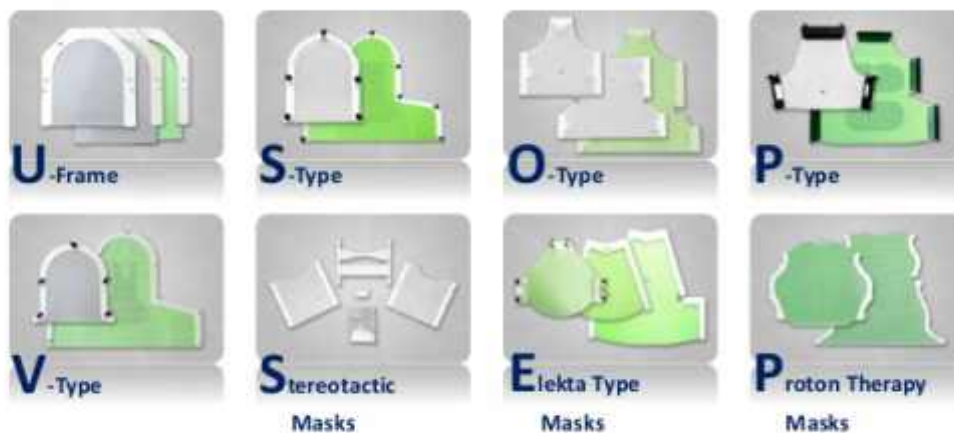 U-Frame
S-Type
O-Type
P-Type
V-Type
Stereotactic
Masks
Elekta Type
Masks
Proton Therapy
Masks